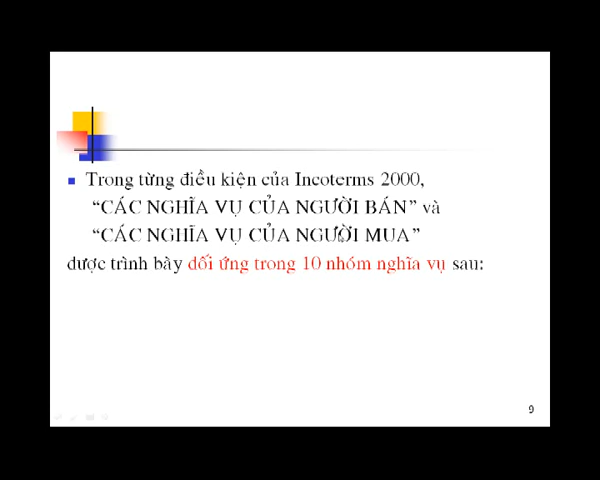 Trong từng điều kiện của Incoterms 2000,
“CÁC NGHĨA VỤ CỦA NGƯỜI BÁN” và
“CÁC NGHĨA VỤ CỦA NGƯỜI MUA”
được trình bày đối ứng trong 10 nhóm nghĩa vụ sau:
9